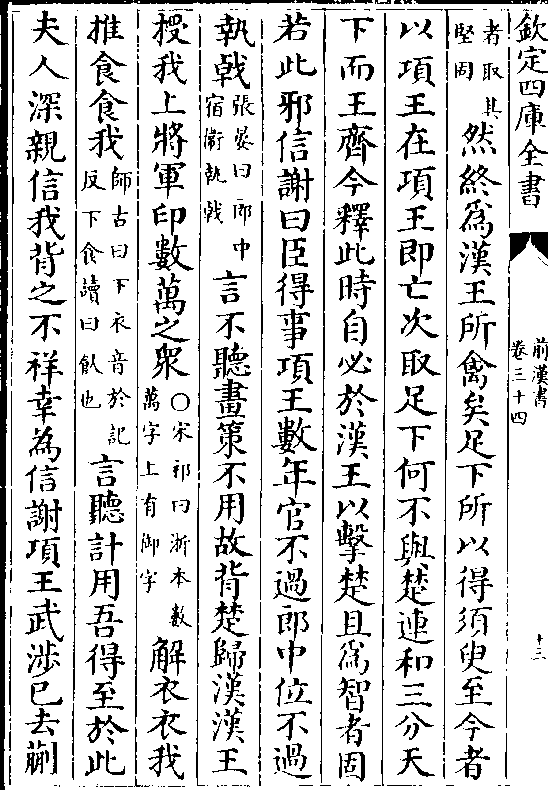 欽定四庫全書
前漢書
卷三十四
十三
者取其
堅固
然終為漢王所禽矣足下所以得須臾至今者
以項王在項王即亡次取足下何不與楚連和三分天
下而王齊今釋此時自必於漢王以擊楚且為智者固
若此邪信謝曰臣得事項王數年官不過郎中位不過
執戟
張晏曰郎中
宿衛執戟
言不聽畫策不用故背楚歸漢漢王
授我上將軍印數萬之衆
○宋祁曰浙本數
萬字上有御字
解衣衣我
推食食我
師古曰下衣音於記
反下食讀曰飤也
言聽計用吾得至於此
夫人深親信我背之不祥幸為信謝項王武涉已去蒯